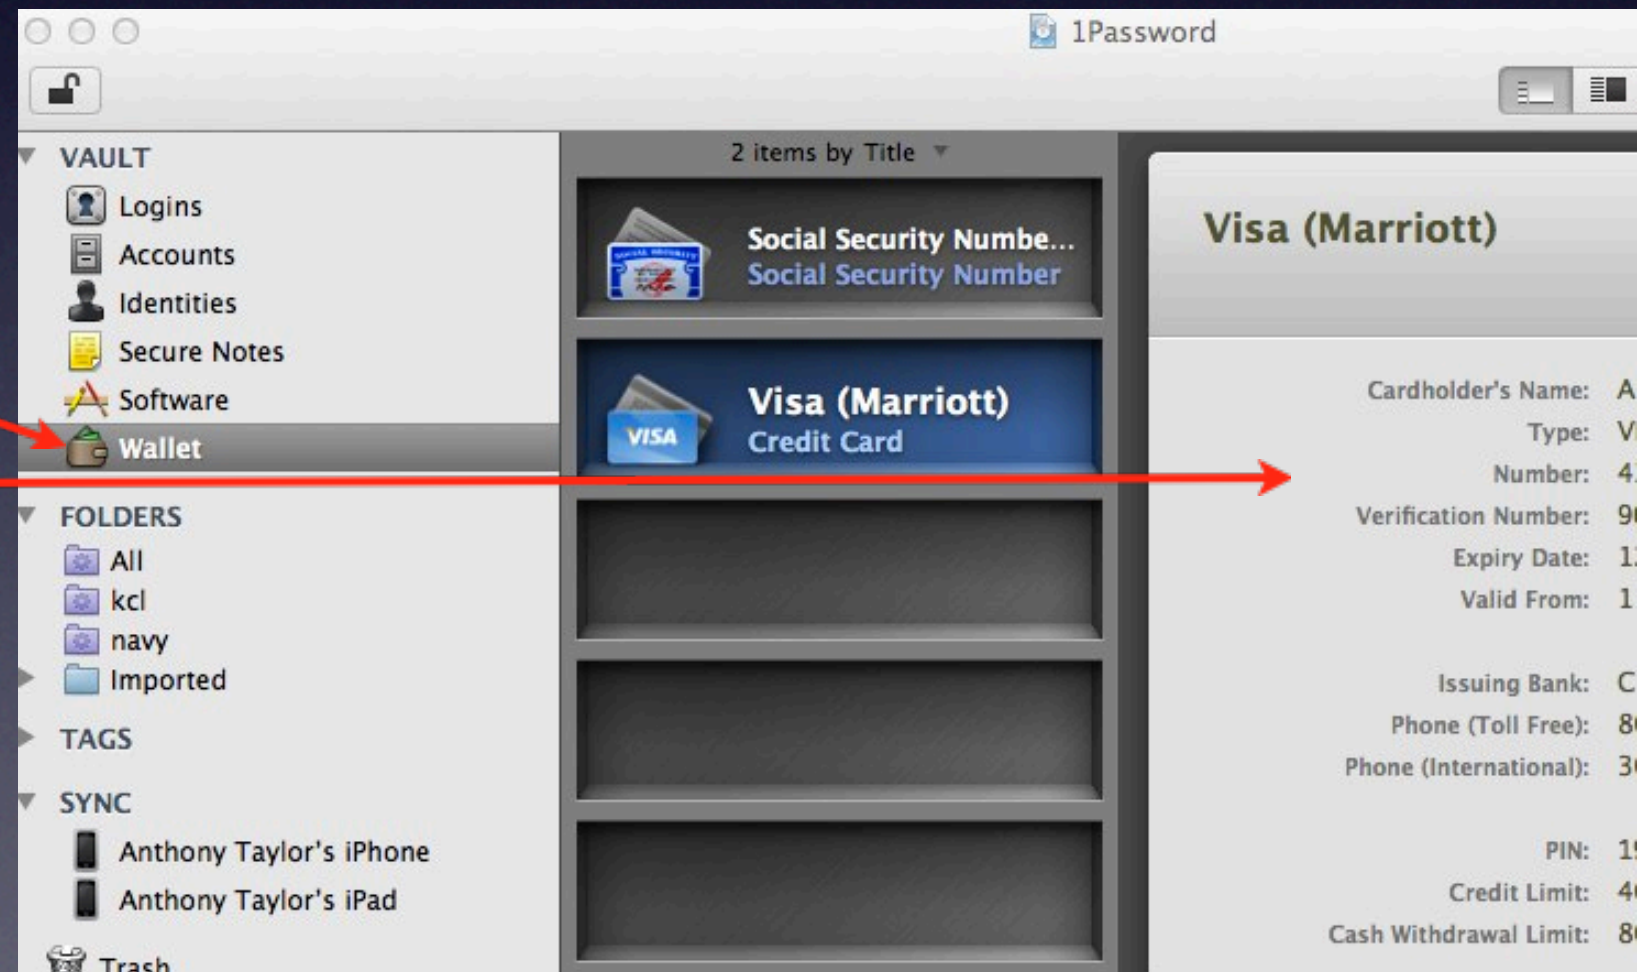 1Password
VAULT
Logins
Accounts
Identities
Secure Notes
Software
Wallet
FOLDERS
All
kcl
navy
Imported
TAGS
SYNC
Anthony Taylor's iPhone
Anthony Taylor's iPad
Trash
2 items by Title
Social Security Numbe...
Social Security Number
VISA
Visa (Marriott)
Credit Card
Visa (Marriott)
Cardholder's Name: A
Type: VI
Number:
Verification Number:
Expiry Date:
Valid From: 1
Issuing Bank: C
Phone (Toll Free):
Phone (International):
PIN:
Credit Limit:
Cash Withdrawal Limit: